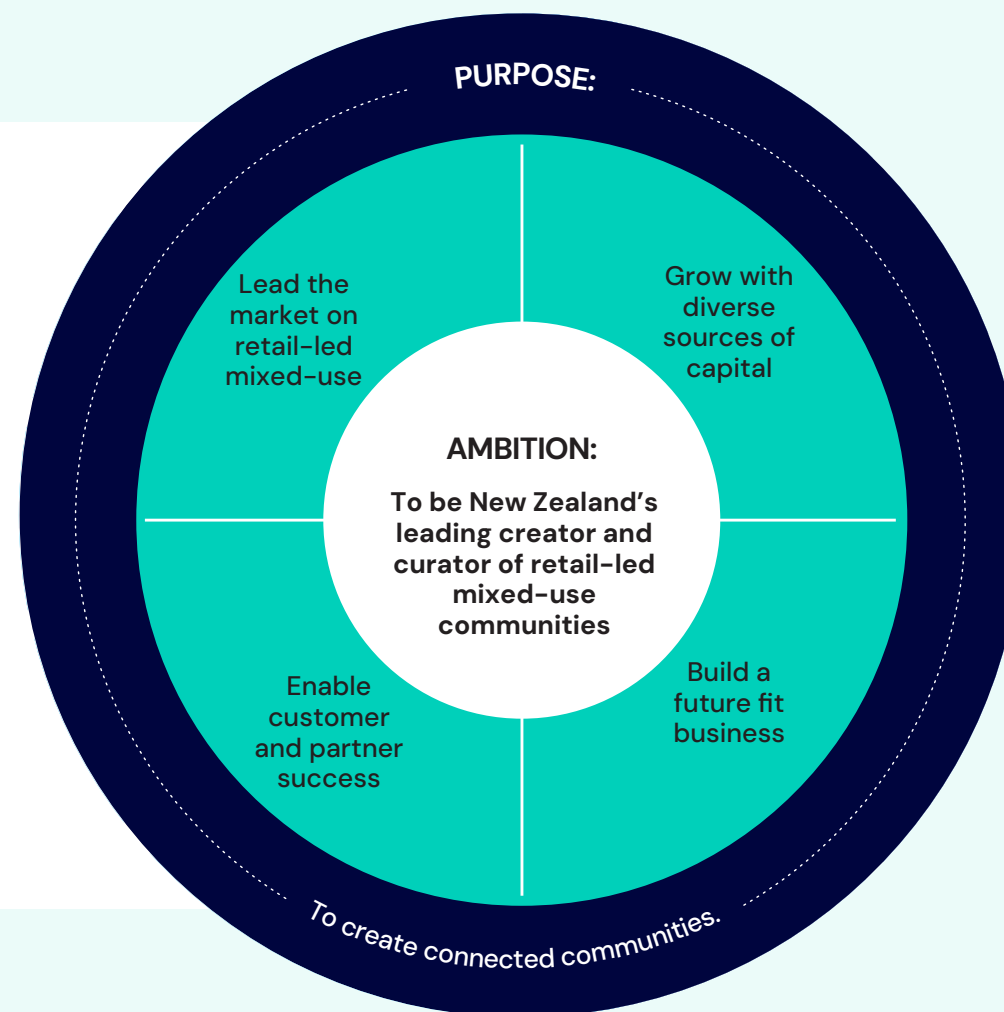 PURPOSE:
Lead the
market on
retail-led
mixed-use
Grow with
diverse
sources of
capital
AMBITION:
To be New Zealand’s
leading creator and
curator of retail-led
mixed-use
communities
Enable
customer
and partner
success
Build a
future fit
business
To create connected communities.